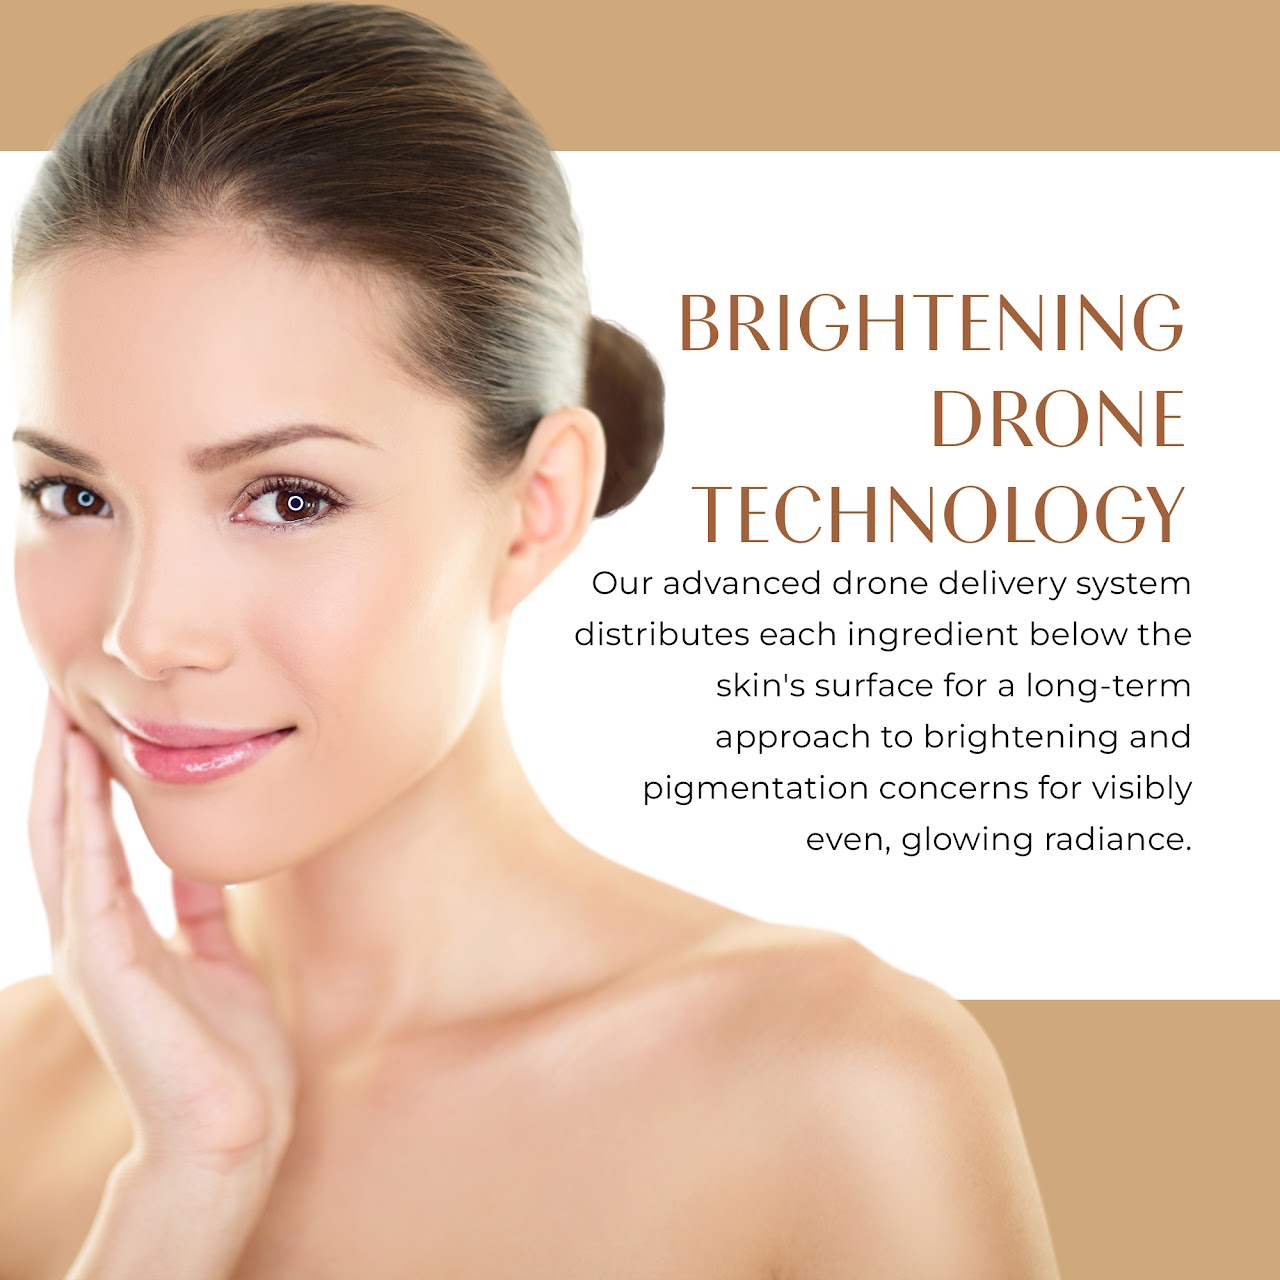 BRIGHTENING
DRONE
TECHNOLOGY
Our advanced drone delivery system
distributes each ingredient below the
skin's surface for a long-term
approach to brightening and
pigmentation concerns for visibly
even, glowing radiance.